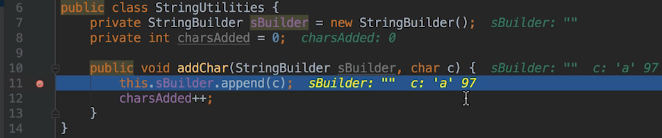 6 public class StringUtilities {
7 private StringBuilder sBuilder = new StringBuilder(); sBuilder: ""
8 private int charsAdded = 0; charsAdded: 0
9
10 public void addChar(StringBuilder sBuilder, char c) { sBuilder: "" c: 'a' 97
11 this.sBuilder.append(c); sBuilder: "" c: 'a' 97
12 charsAdded++;
13 }
14 }